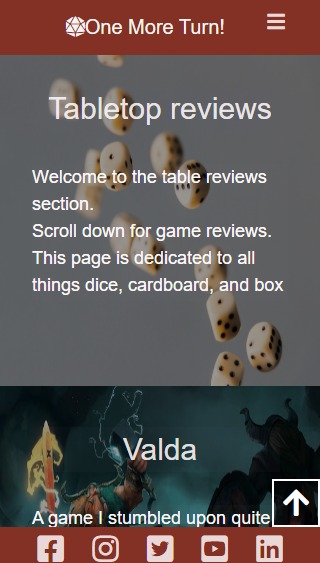 One More Turn!
Tabletop reviews
Welcome to the table reviews
section.
Scroll down for game reviews.
This page is dedicated to all
things dice, cardboard, and box
Valda
A game I stumbled upon quite